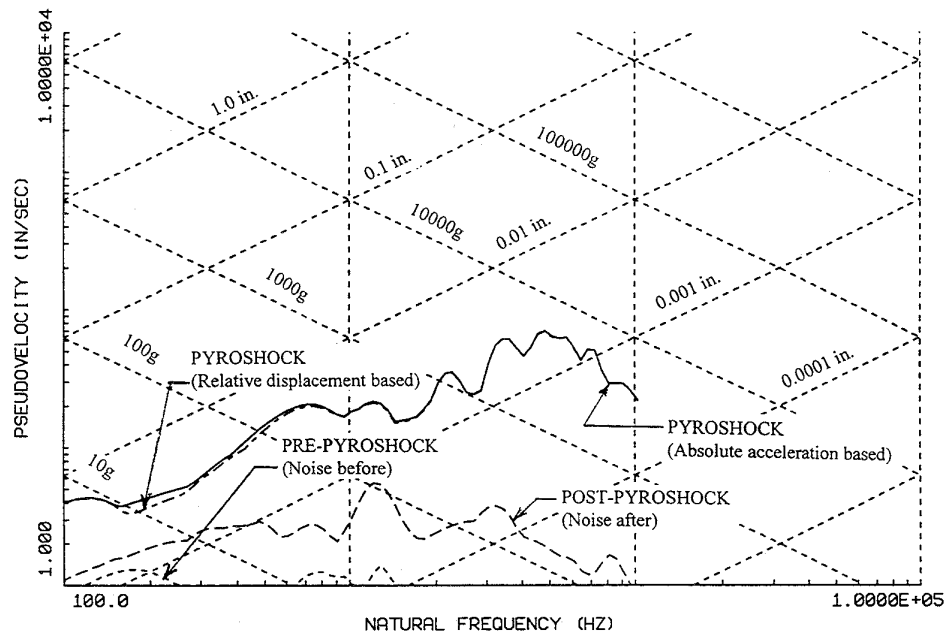 1.0000E+04
PSEUDOVELOCITY (IN/SEC)
1.000
1.0 in.
0.1 in.
100000g
10000g
0.01 in.
1000g
0.001 in.
100g
0.0001 in.
PYROSHOCK
(Relative displacement based)
PRE-PYROSHOCK
(Noise before)
PYROSHOCK
(Absolute acceleration based)
10g
POST-PYROSHOCK
(Noise after)
100.0
1.0000E+05
NATURAL FREQUENCY (HZ)